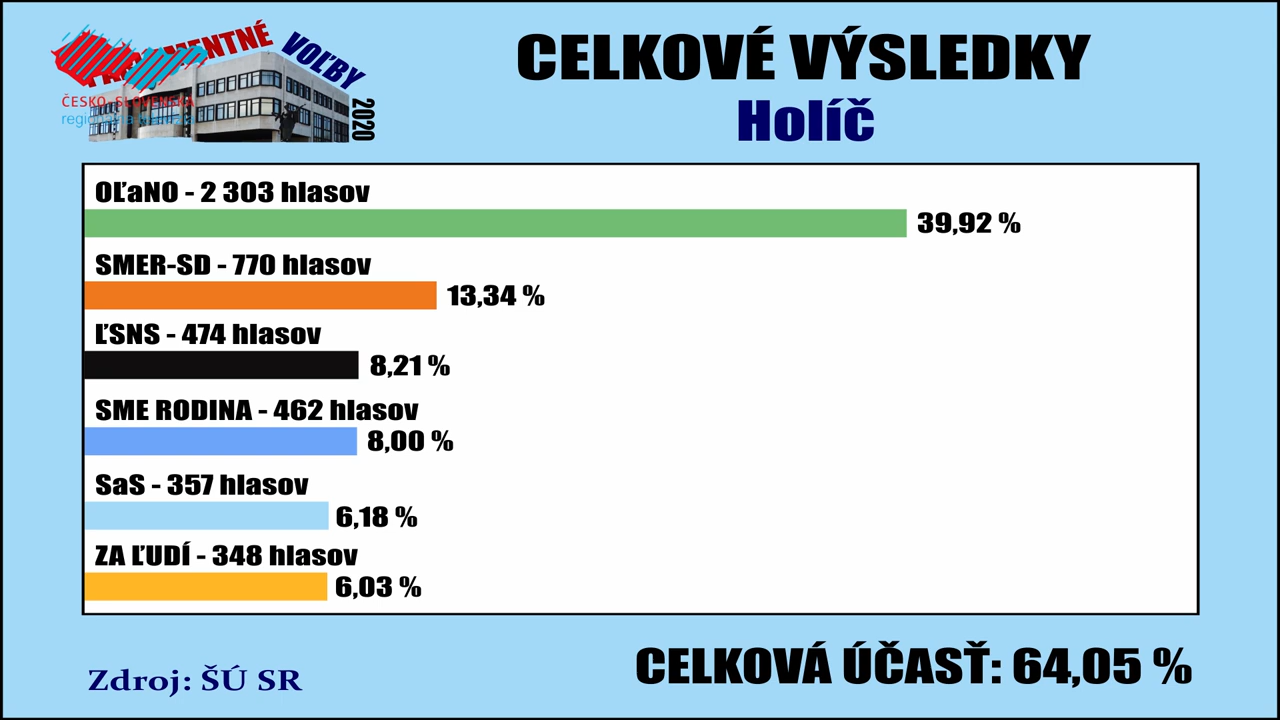 VOĽBY
2020
ČESKO-SLOVENSKÁ
CELKOVÉ VÝSLEDKY
Holíč
OĽaNO - 2 303 hlasov
39,92 %
SMER-SD - 770 hlasov
13,34 %
ĽSNS - 474 hlasov
8,21 %
SME RODINA - 462 hlasov
8,00 %
SaS - 357 hlasov
6,18 %
ZA ĽUDÍ - 348 hlasov
6,03 %
Zdroj: ŠÚ SR
CELKOVÁ ÚČASŤ: 64,05 %